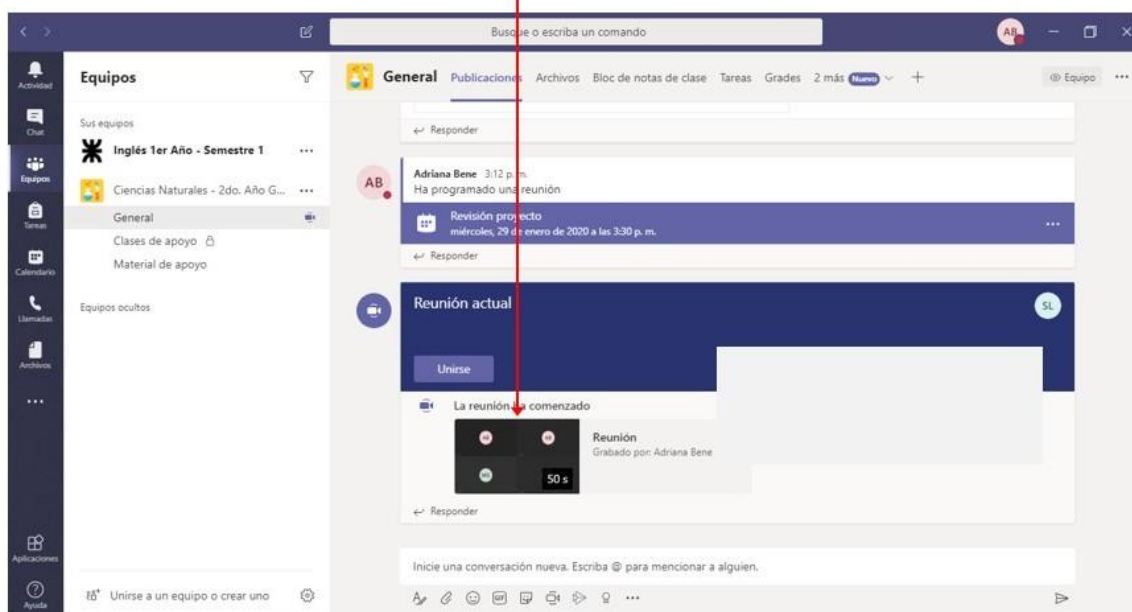 Busque o escriba un comando
AB
Actividad
Chat
Equipos
Tareas
Calendario
Llamadas
Archivos
Aplicaciones
Ayuda
Equipos
Sus equipos
Inglés 1er Año - Semestre 1
Ciencias Naturales - 2do. Año G...
General
Clases de apoyo
Material de apoyo
Equipos ocultos
Unirse a un equipo o crear uno
General Publicaciones Archivos Bloc de notas de clase Tareas Grades 2 más Nuevo
Equipo
Responder
AB
Adriana Bene 3:12 p. m.
Ha programado una reunión
Revisión proyecto
miércoles, 29 de enero de 2020 a las 3:30 p. m.
Responder
Reunión actual
SL
Unirse
La reunión ha comenzado
50 s
Reunión
Grabado por: Adriana Bene
Responder
Inicie una conversación nueva. Escriba @ para mencionar a alguien.
GIF